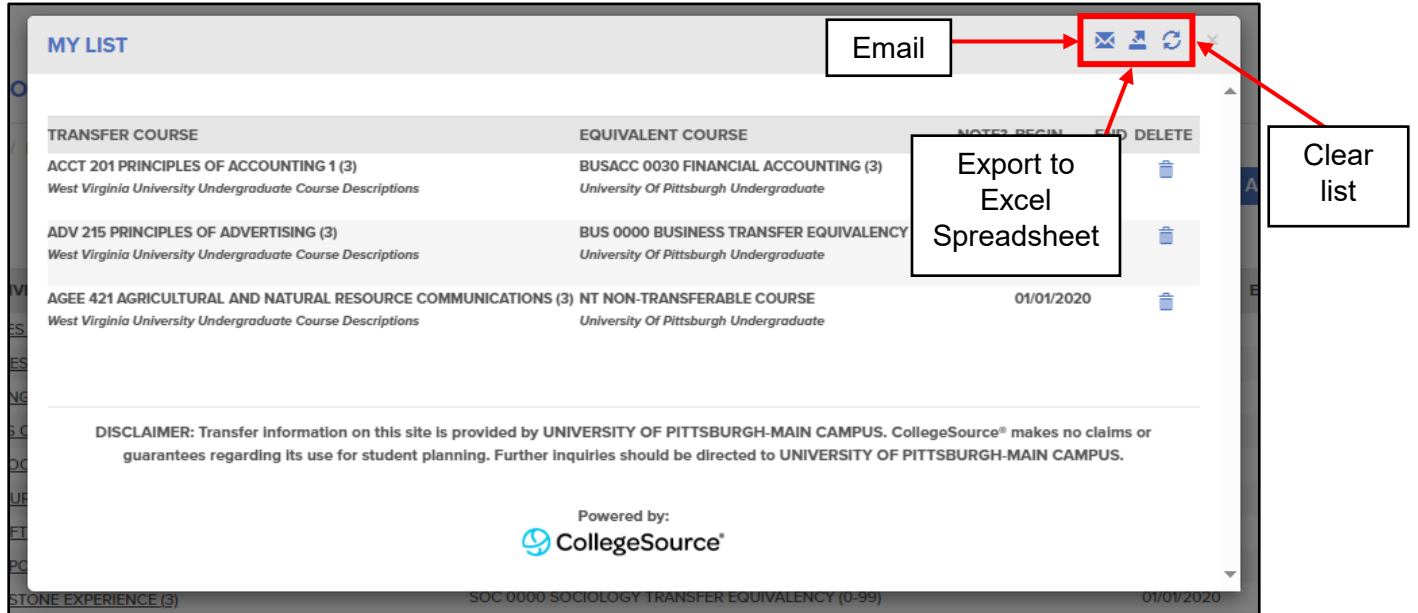 MY LIST
Email
TRANSFER COURSE EQUIVALENT COURSE NOTE? BEGIN END DELETE
ACCT 201 PRINCIPLES OF ACCOUNTING 1 (3) BUSACC 0030 FINANCIAL ACCOUNTING (3)
West Virginia University Undergraduate Course Descriptions University Of Pittsburgh Undergraduate
Export to
Excel
Spreadsheet
Clear
list
ADV 215 PRINCIPLES OF ADVERTISING (3) BUS 0000 BUSINESS TRANSFER EQUIVALENCY
West Virginia University Undergraduate Course Descriptions University Of Pittsburgh Undergraduate
AGEE 421 AGRICULTURAL AND NATURAL RESOURCE COMMUNICATIONS (3) NT NON-TRANSFERABLE COURSE 01/01/2020
West Virginia University Undergraduate Course Descriptions University Of Pittsburgh Undergraduate
DISCLAIMER: Transfer information on this site is provided by UNIVERSITY OF PITTSBURGH-MAIN CAMPUS. CollegeSource® makes no claims or
guarantees regarding its use for student planning. Further inquiries should be directed to UNIVERSITY OF PITTSBURGH-MAIN CAMPUS.
Powered by:
CollegeSource®
STONE EXPERIENCE (3) SOC 0000 SOCIOLOGY TRANSFER EQUIVALENCY (0-99) 01/01/2020